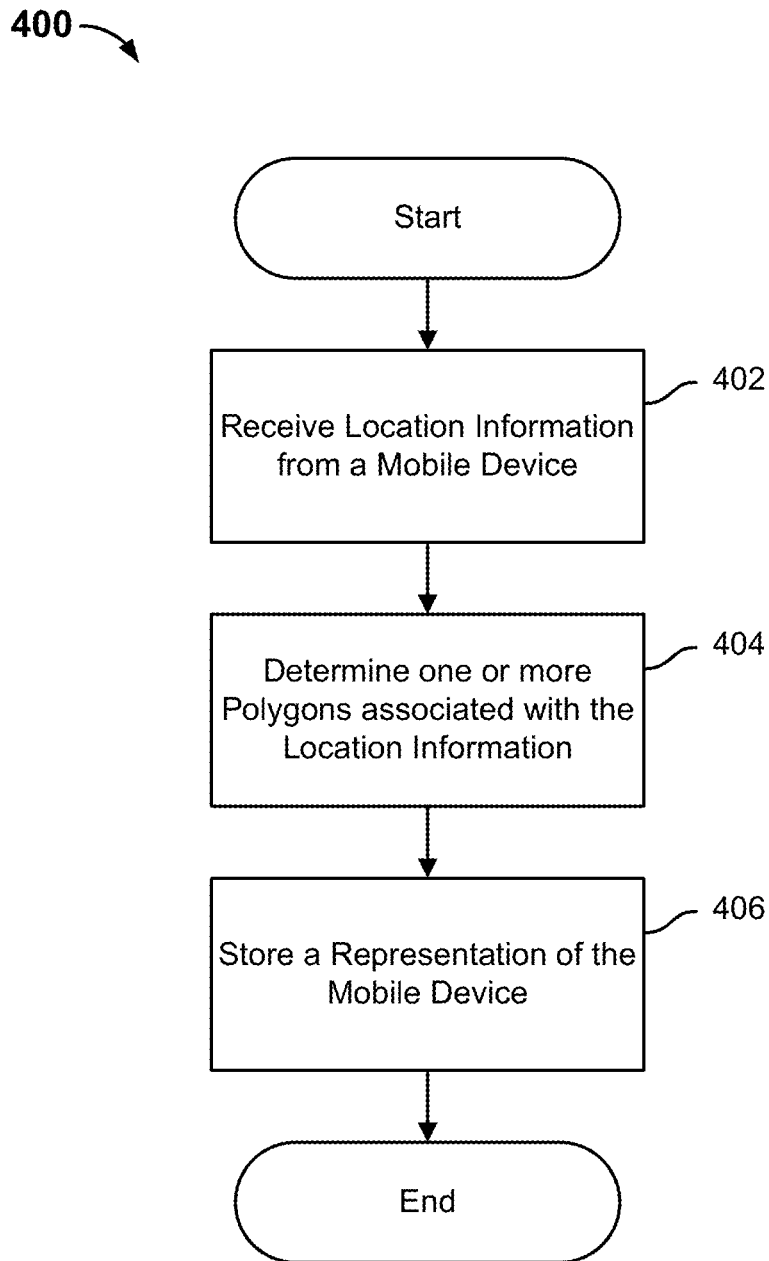 400
Start
Receive Location Information
from a Mobile Device
402
Determine one or more
Polygons associated with the
Location Information
404
Store a Representation of the
Mobile Device
406
End